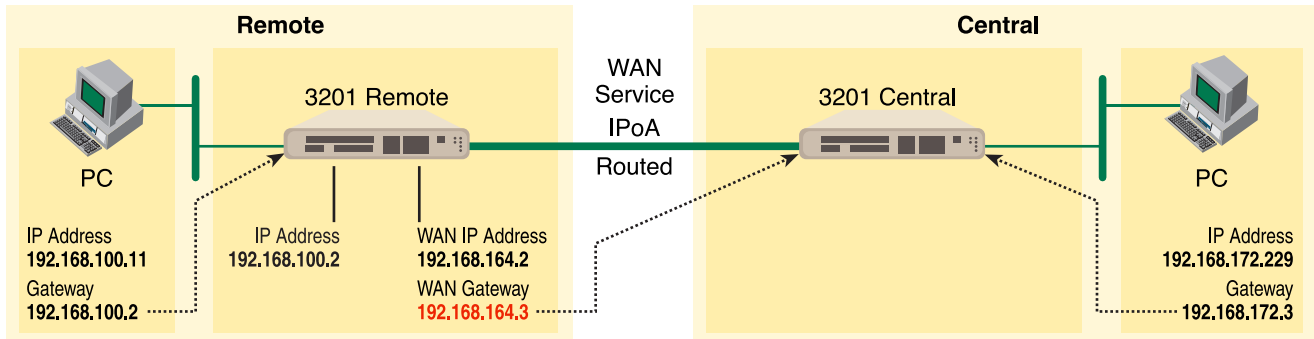 Remote
Central
3201 Remote
WAN
Service
IPoA
Routed
3201 Central
PC
PC
IP Address
192.168.100.11
Gateway
192.168.100.2
IP Address
192.168.100.2
WAN IP Address
192.168.164.2
WAN Gateway
192.168.164.3
IP Address
192.168.172.229
Gateway
192.168.172.3